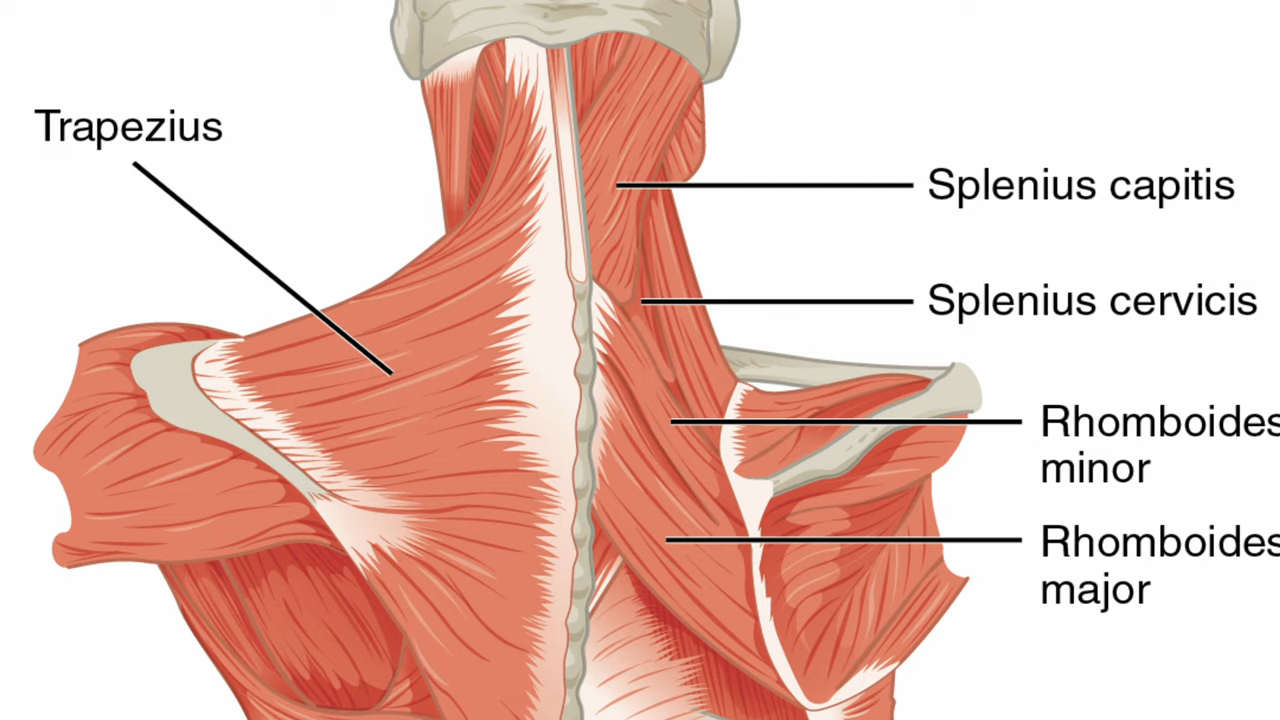 Trapezius
Splenius capitis
Splenius cervicis
Rhomboides
minor
Rhomboides
major